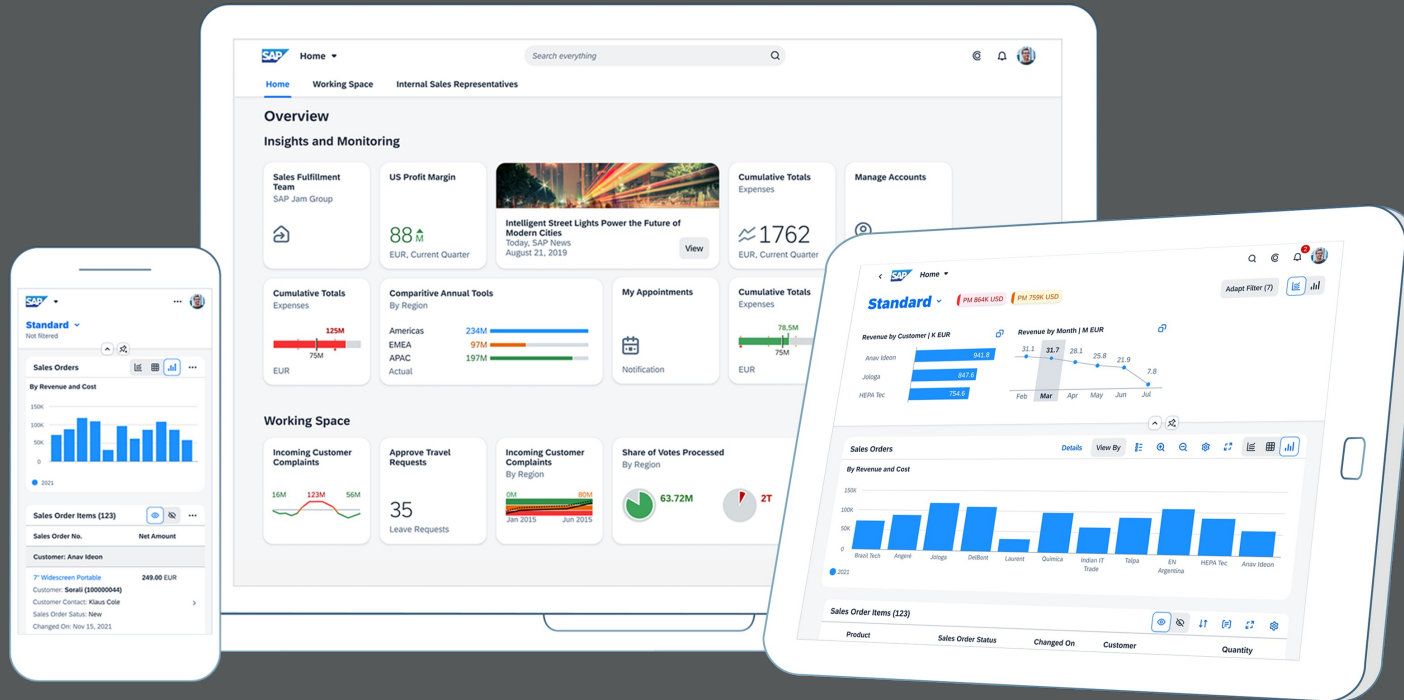 SAP Home
Search everything
Home Working Space Internal Sales Representatives
Overview
Insights and Monitoring
Sales Fulfillment
Team
SAP Jam Group
US Profit Margin
88 M
EUR, Current Quarter
Intelligent Street Lights Power the Future of
Modern Cities
Today, SAP News
August 21, 2019
View
Cumulative Totals
Expenses
1762
EUR, Current Quarter
Manage Accounts
Cumulative Totals
Expenses
125M
75M
EUR
Comparitive Annual Tools
By Region
Americas 234M
EMEA 97M
APAC 197M
Actual
My Appointments
Notification
Cumulative Totals
Expenses
78,5M
75M
EUR
Working Space
Incoming Customer
Complaints
16M 123M 56M
Approve Travel
Requests
35
Leave Requests
Incoming Customer
Complaints
By Region
0M 80M
Jan 2015 Jun 2015
Share of Votes Processed
By Region
63.72M
2T
SAP
Standard
Not filtered
Sales Orders
By Revenue and Cost
150K
100K
50K
0
2021
Sales Order Items (123)
Sales Order No. Net Amount
Customer: Anav Ideon
7" Widescreen Portable 249.00 EUR
Customer: Sorali (100000044)
Customer Contact: Klaus Cole
Sales Order Satus: New
Changed On: Nov 15, 2021
SAP Home
2
Standard PM 864K USD PM 759K USD
Adapt Filter (7)
Revenue by Customer | K EUR
Anav Ideon 941.8
Jologa 947.6
HEPA Tec 754.6
Revenue by Month | M EUR
31.1 31.7 28.1 25.8 21.9 7.8
Feb Mar Apr May Jun Jul
Sales Orders
Details View By
By Revenue and Cost
150K
100K
50K
0
Brazil Tech Angeré Jologa DelBont Laurent Quimica Indian IT Trade Talpa EN Argentina HEPA Tec Anav Ideon
2021
Sales Order Items (123)
Product Sales Order Status Changed On Customer Quantity